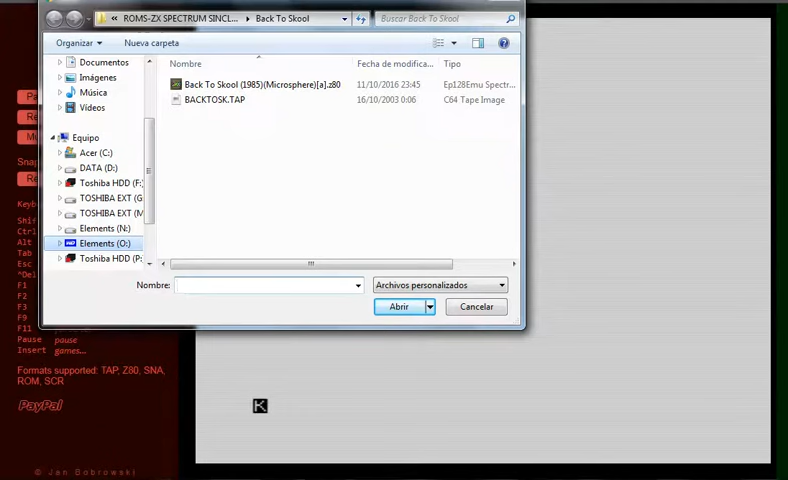 « ROMS-ZX SPECTRUM SINCL... ▸ Back To Skool
Buscar Back To Skool
Organizar ▾ Nueva carpeta
Nombre Fecha de modifica... Tipo
Back To Skool (1985)(Microsphere)[a].z80 11/10/2016 23:45 Ep128Emu Spectr...
BACKTOSK.TAP 16/10/2003 0:06 C64 Tape Image
Documentos
Imágenes
Música
Vídeos
Equipo
Acer (C:)
DATA (D:)
Toshiba HDD (F:
TOSHIBA EXT (G
TOSHIBA EXT (M
Elements (N:)
Elements (O:)
Toshiba HDD (P:
Nombre:
Archivos personalizados
Abrir
Cancelar
Pa
Re
Snap
Re
Keyb
Shif
Ctrl
Alt
Tab
Esc
^Del
F1
F2
F3
F9
F11
Pause pause
Insert games...
Formats supported: TAP, Z80, SNA,
ROM, SCR
PayPal
© Jan Bobrowski
K